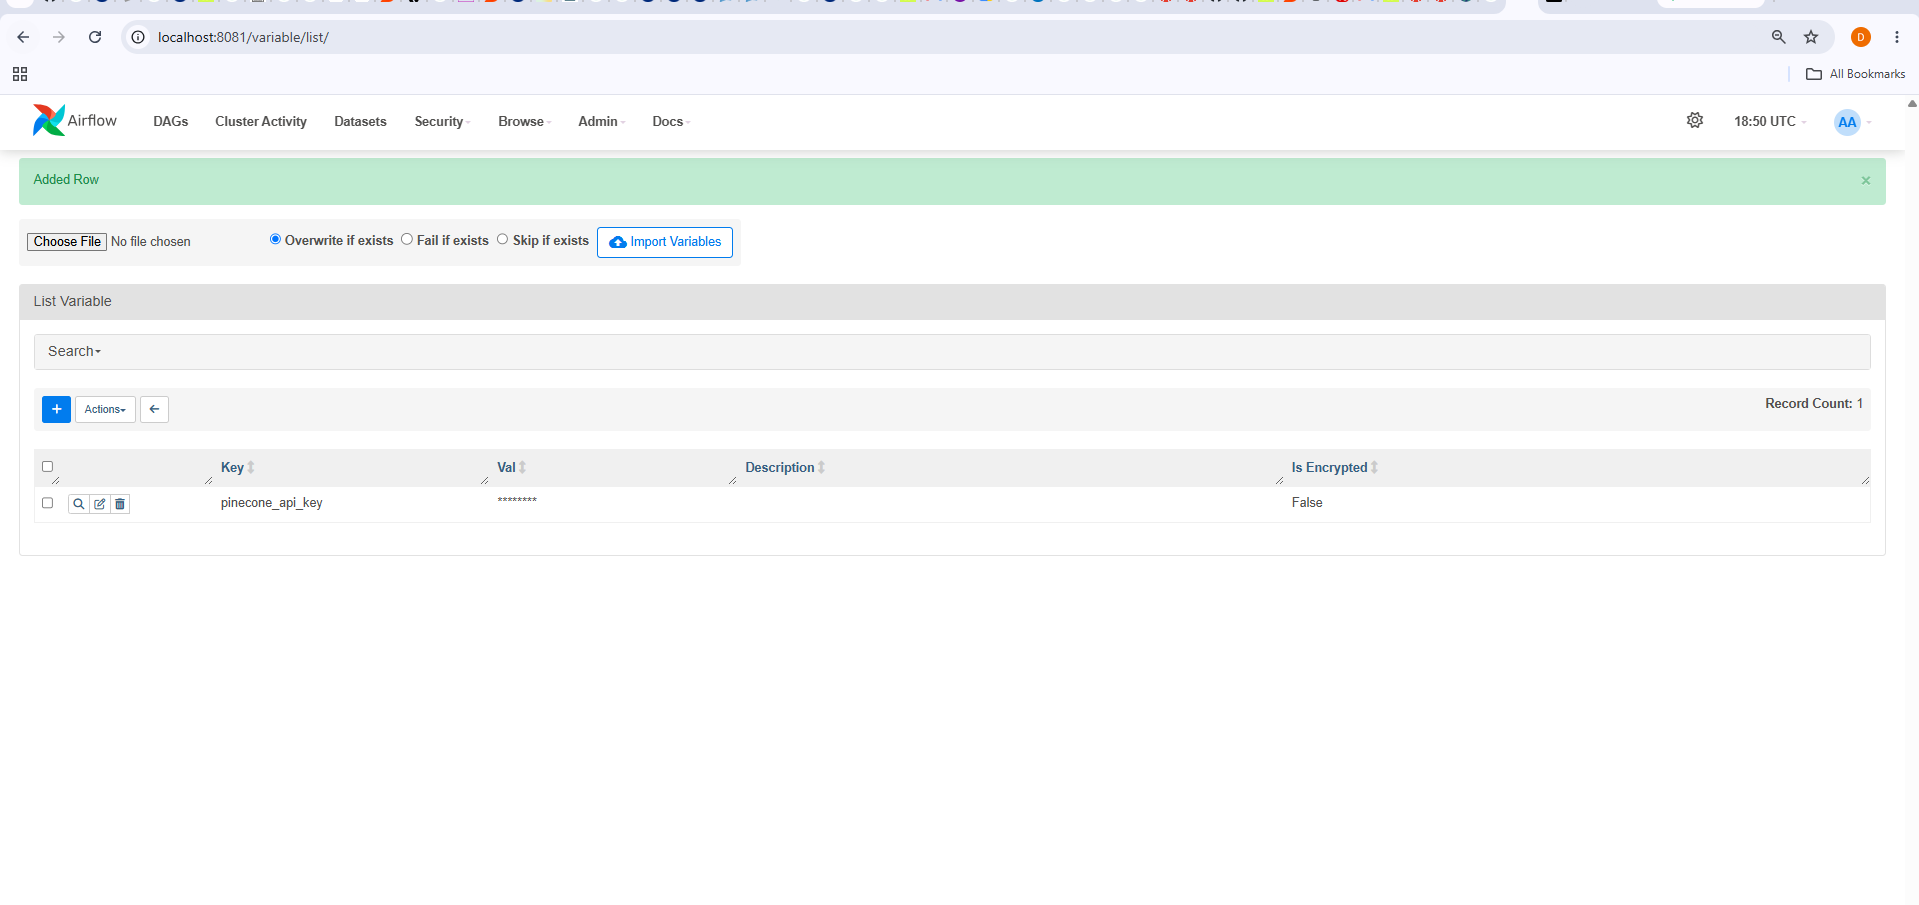 localhost:8081/variable/list/
D
All Bookmarks
Airflow DAGs Cluster Activity Datasets Security Browse Admin Docs 18:50 UTC AA
Added Row ×
Choose File No file chosen Overwrite if exists Fail if exists Skip if exists Import Variables
List Variable
Search
+ Actions Record Count: 1
Key Val Description Is Encrypted
pinecone_api_key ******** False